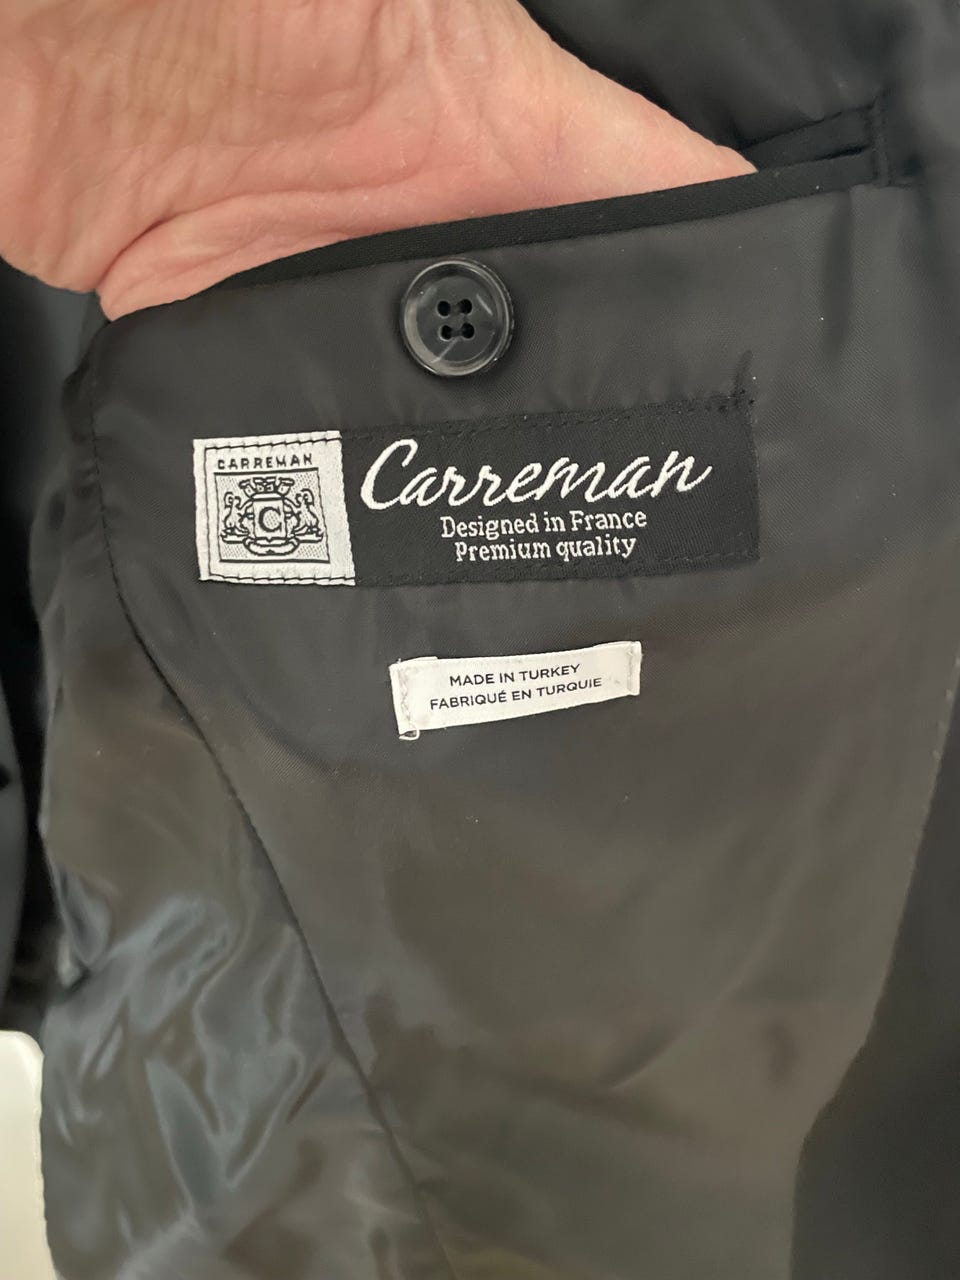 CARREMAN
C
Carreman
Designed in France
Premium quality
MADE IN TURKEY
FABRIQUÉ EN TURQUIE